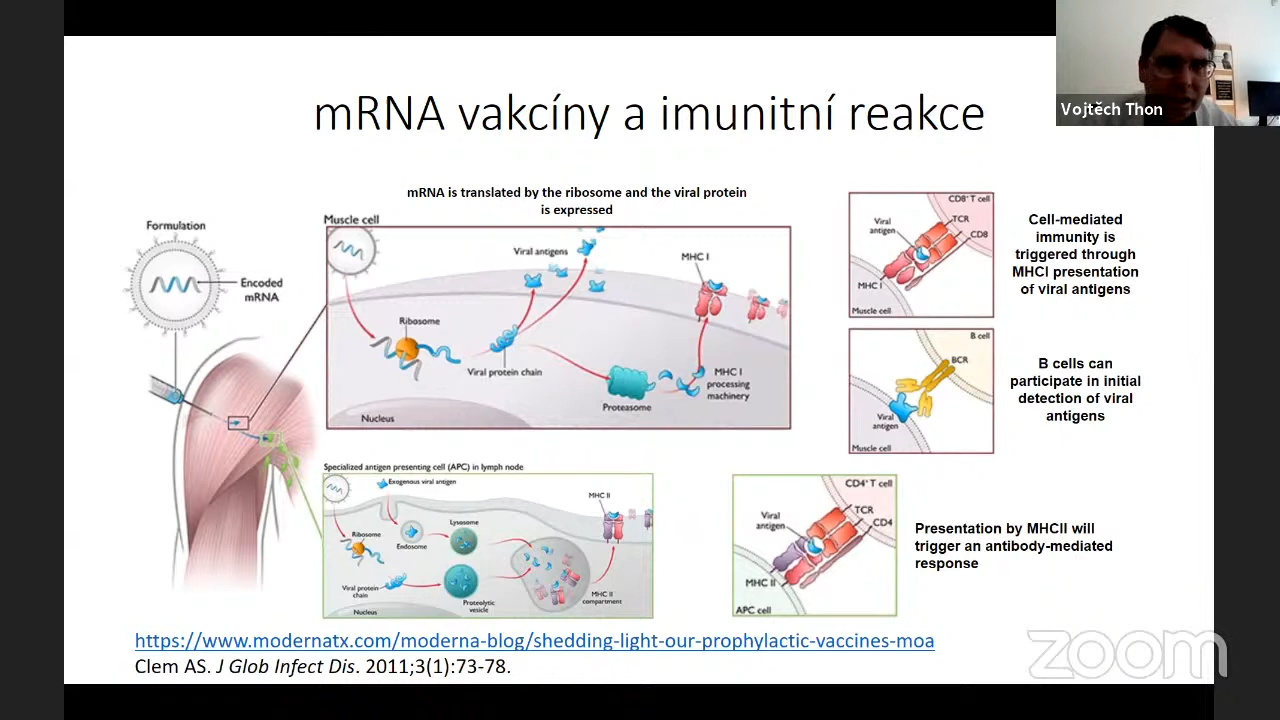 mRNA vakcíny a imunitní reakce
Vojtěch Thon
mRNA is translated by the ribosome and the viral protein
is expressed
Formulation
Encoded
mRNA
Muscle cell
Viral antigens
MHC I
Ribosome
Viral protein chain
Proteasome
MHC I
processing
machinery
Nucleus
CD8⁺ T cell
Viral
antigen
TCR
CD8
MHC I
Muscle cell
Cell-mediated
immunity is
triggered through
MHCI presentation
of viral antigens
B cell
BCR
Viral
antigen
Muscle cell
B cells can
participate in initial
detection of viral
antigens
Specialized antigen presenting cell (APC) in lymph node
Exogenous viral antigen
MHC II
Ribosome
Lysosome
Endosome
Viral protein
chain
Proteolytic
vesicle
MHC II
compartment
Nucleus
CD4⁺ T cell
Viral
antigen
TCR
CD4
MHC II
APC cell
Presentation by MHCII will
trigger an antibody-mediated
response
https://www.modernatx.com/moderna-blog/shedding-light-our-prophylactic-vaccines-moa
Clem AS. J Glob Infect Dis. 2011;3(1):73-78.
zoom